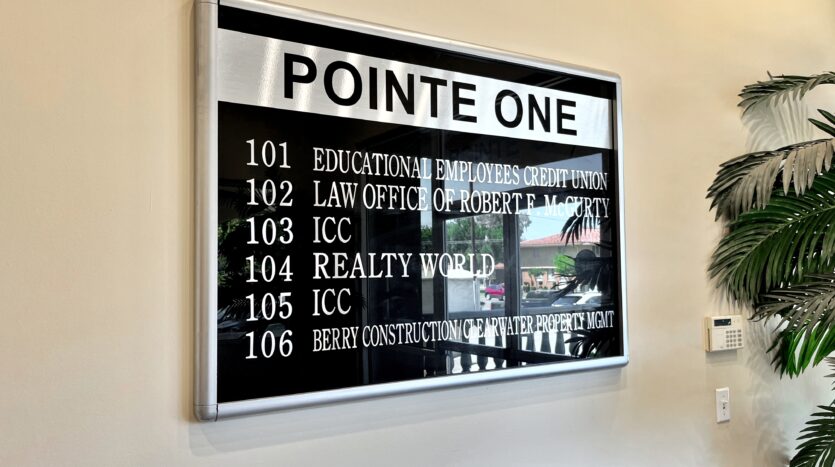 POINTE ONE
101 EDUCATIONAL EMPLOYEES CREDIT UNION
102 LAW OFFICE OF ROBERT F. McGURTY
103 ICC
104 REALTY WORLD
105 ICC
106 BERRY CONSTRUCTION/CLEARWATER PROPERTY MGMT